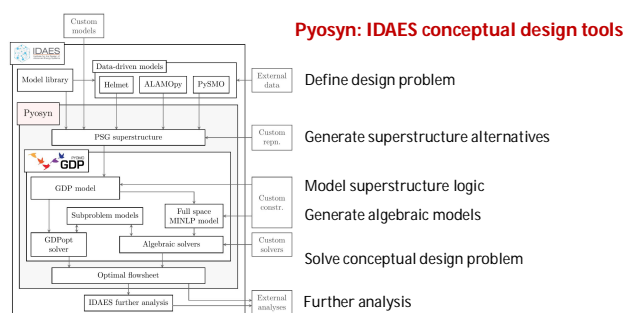 Pyosyn: IDAES conceptual design tools
Custom
models
IDAES
Data-driven models
Model library
Helmet
ALAMOpy
PySMO
External
data
Define design problem
Pyosyn
PSG superstructure
Custom
repn.
Generate superstructure alternatives
PYOMO
GDP
GDP model
Custom
constr.
Model superstructure logic
Subproblem models
Full space
MINLP model
Generate algebraic models
GDPopt
solver
Algebraic solvers
Custom
solvers
Solve conceptual design problem
Optimal flowsheet
IDAES further analysis
External
analyses
Further analysis